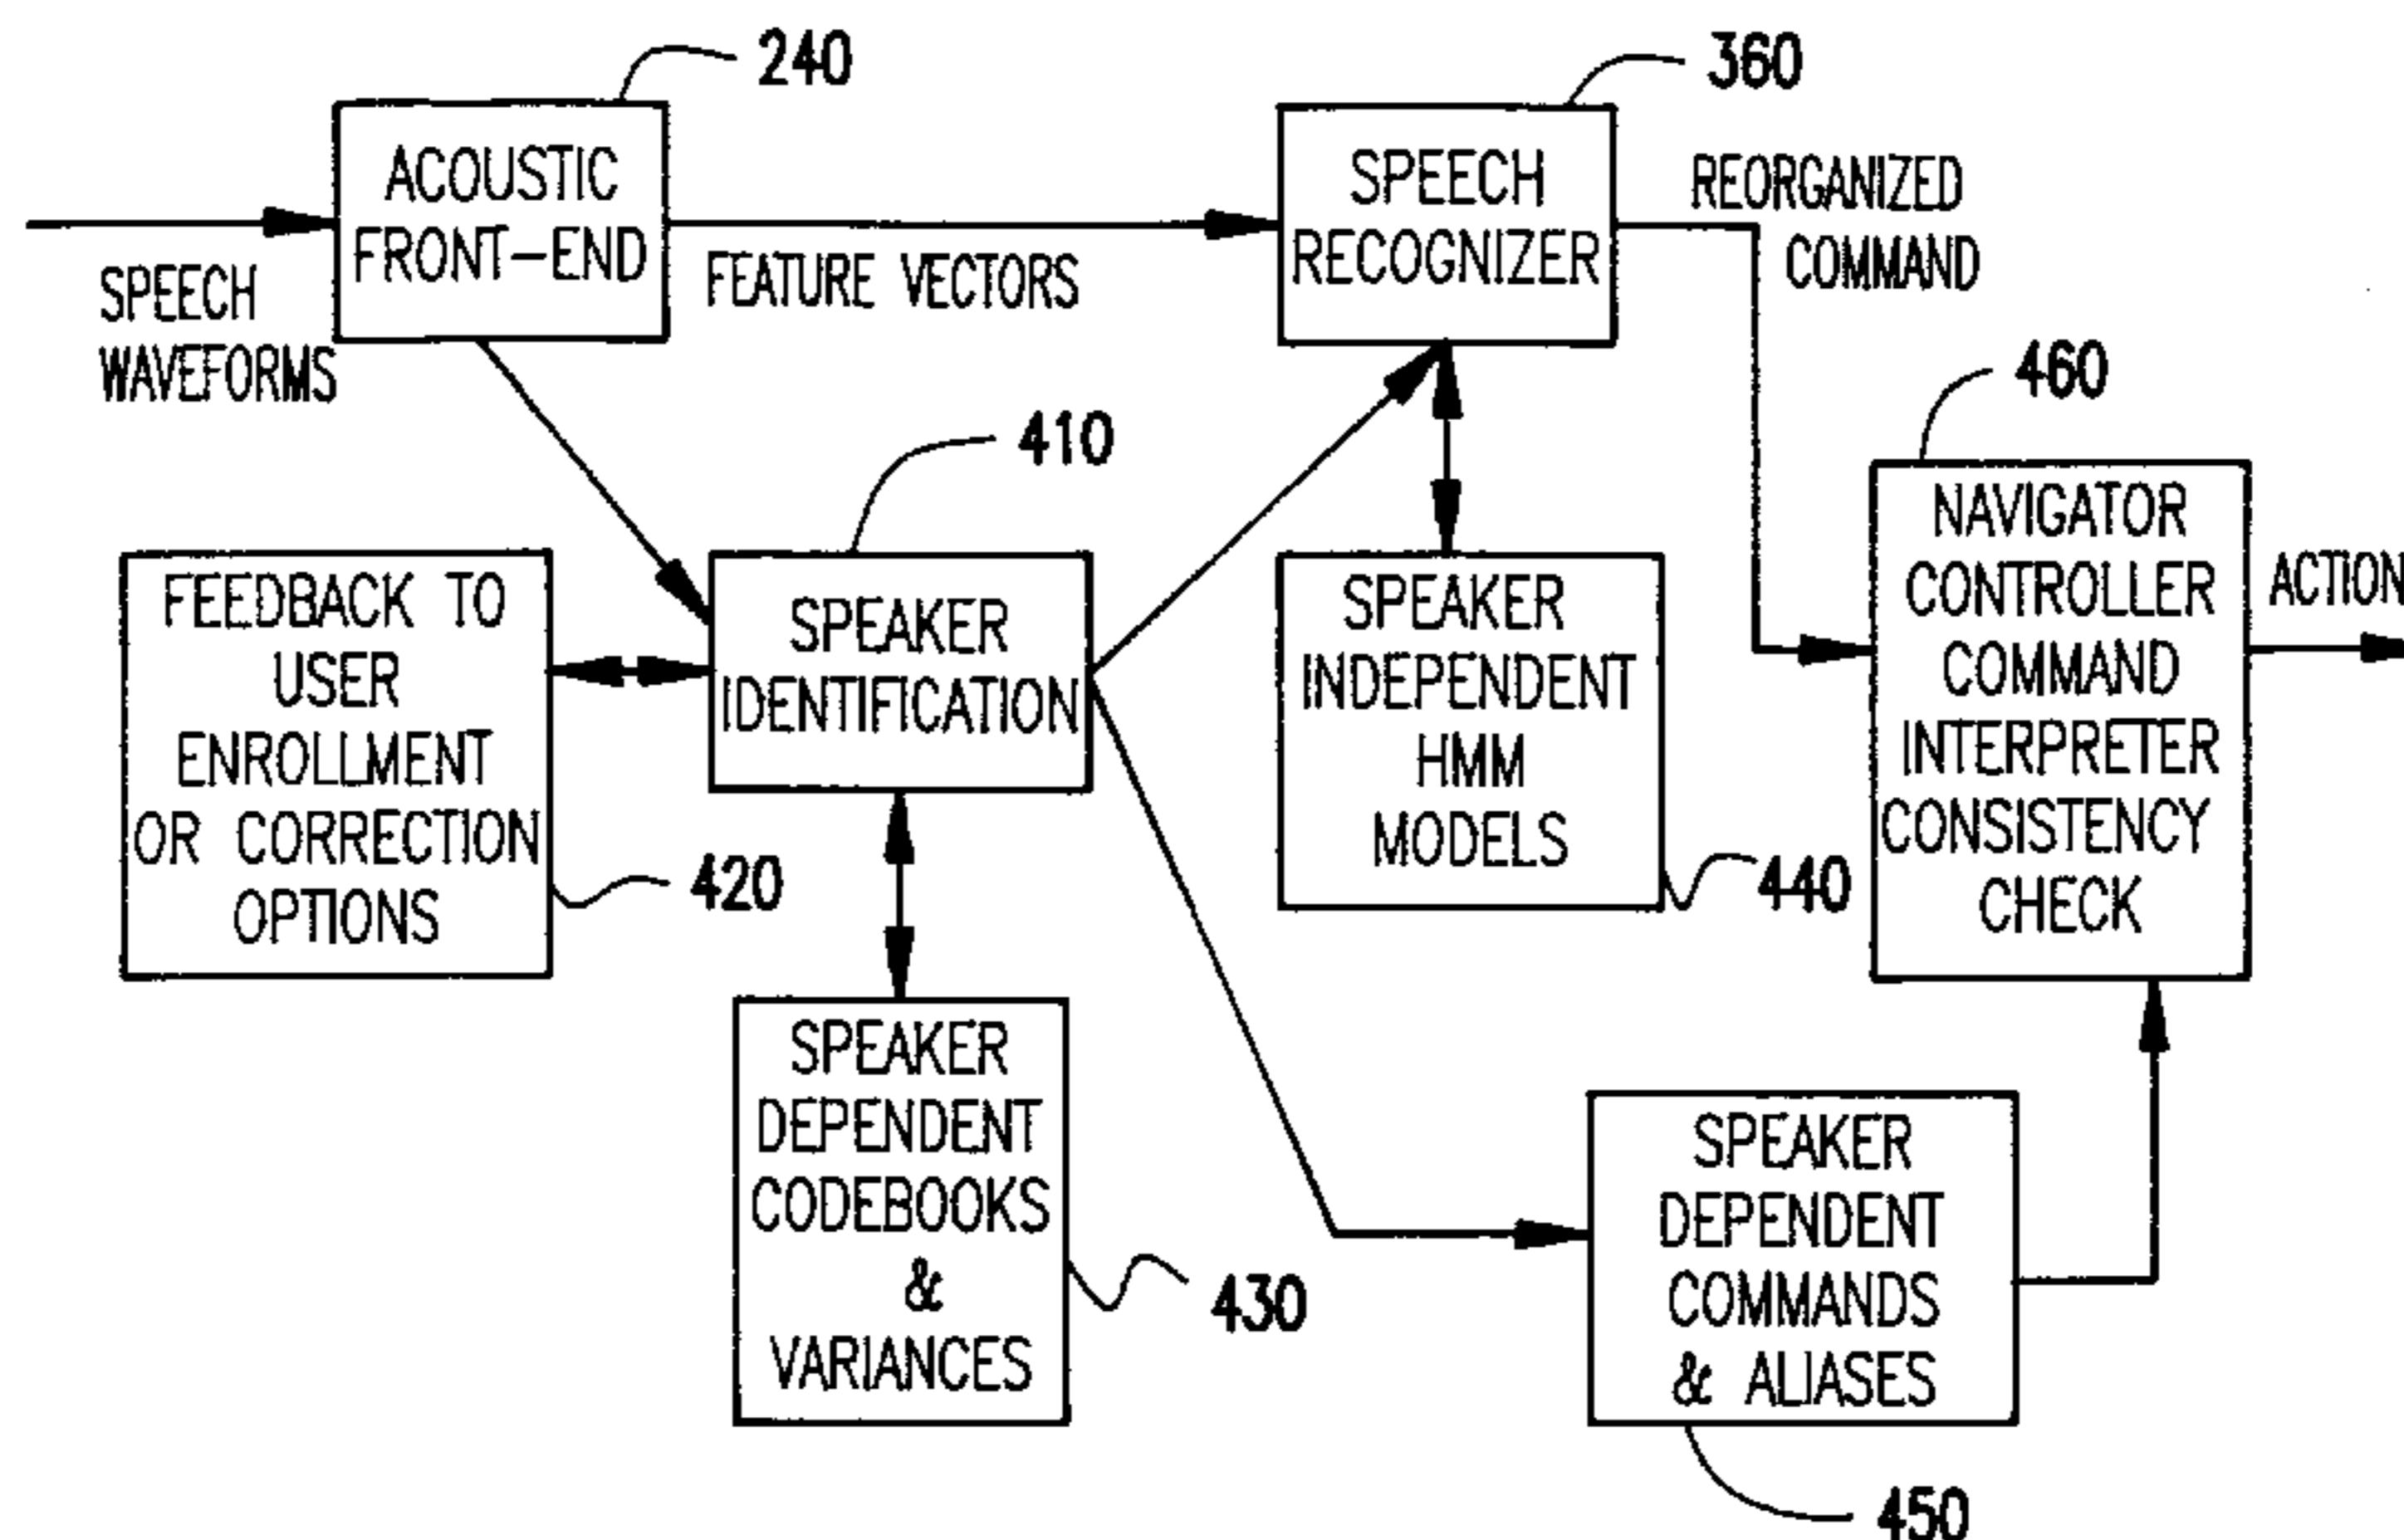 240
360
ACOUSTIC
FRONT-END
SPEECH
RECOGNIZER
REORGANIZED
COMMAND
SPEECH
WAVEFORMS
FEATURE VECTORS
410
460
FEEDBACK TO
USER
ENROLLMENT
OR CORRECTION
OPTIONS
420
SPEAKER
IDENTIFICATION
SPEAKER
INDEPENDENT
HMM
MODELS
440
NAVIGATOR
CONTROLLER
COMMAND
INTERPRETER
CONSISTENCY
CHECK
ACTION
SPEAKER
DEPENDENT
CODEBOOKS
&
VARIANCES
430
SPEAKER
DEPENDENT
COMMANDS
& ALIASES
450